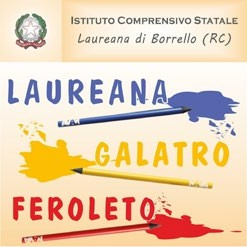 ISTITUTO COMPRENSIVO STATALE
Laureana di Borrello (RC)
LAUREANA
GALATRO
FEROLETO